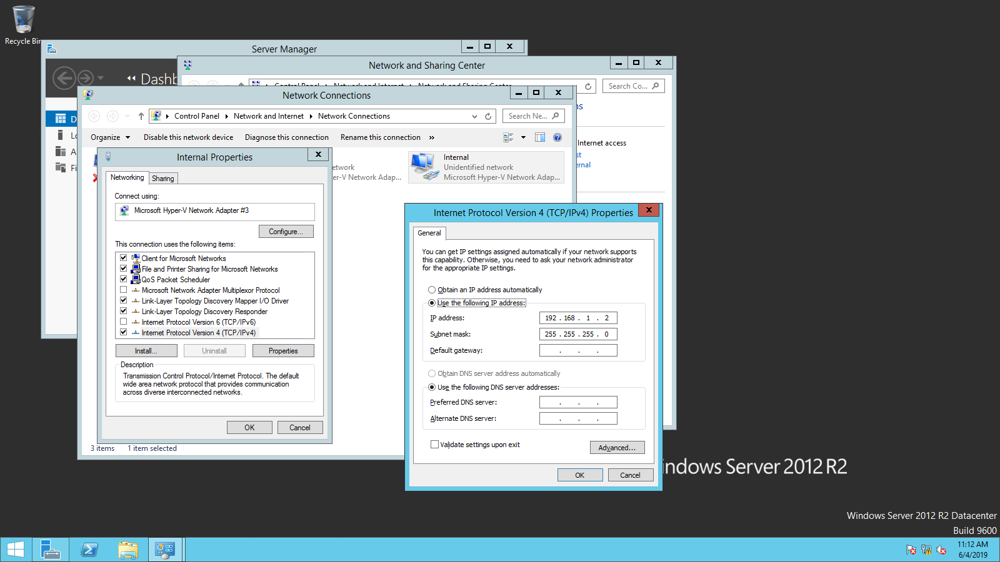 Recycle Bin
Server Manager
Dashb
Network and Sharing Center
Control Panel Network and Internet Network and Sharing Center
Search Co...
Network Connections
Control Panel Network and Internet Network Connections
Search Ne...
Organize Disable this network device Diagnose this connection Rename this connection »
Internal Properties
Networking
Sharing
Connect using:
Microsoft Hyper-V Network Adapter #3
Configure...
This connection uses the following items:
Client for Microsoft Networks
File and Printer Sharing for Microsoft Networks
QoS Packet Scheduler
Microsoft Network Adapter Multiplexor Protocol
Link-Layer Topology Discovery Mapper I/O Driver
Link-Layer Topology Discovery Responder
Internet Protocol Version 6 (TCP/IPv6)
Internet Protocol Version 4 (TCP/IPv4)
Install... Uninstall Properties
Description
Transmission Control Protocol/Internet Protocol. The default
wide area network protocol that provides communication
across diverse interconnected networks.
OK Cancel
3 items 1 item selected
etwork
er-V Network Adap...
Internal
Unidentified network
Microsoft Hyper-V Network Adap...
Internet access
Internet Protocol Version 4 (TCP/IPv4) Properties
General
You can get IP settings assigned automatically if your network supports
this capability. Otherwise, you need to ask your network administrator
for the appropriate IP settings.
Obtain an IP address automatically
Use the following IP address:
IP address: 192 . 168 . 1 . 2
Subnet mask: 255 . 255 . 255 . 0
Default gateway: . . .
Obtain DNS server address automatically
Use the following DNS server addresses:
Preferred DNS server: . . .
Alternate DNS server: . . .
Validate settings upon exit
Advanced...
OK Cancel
indows Server 2012 R2
Windows Server 2012 R2 Datacenter
Build 9600
11:12 AM
6/4/2019